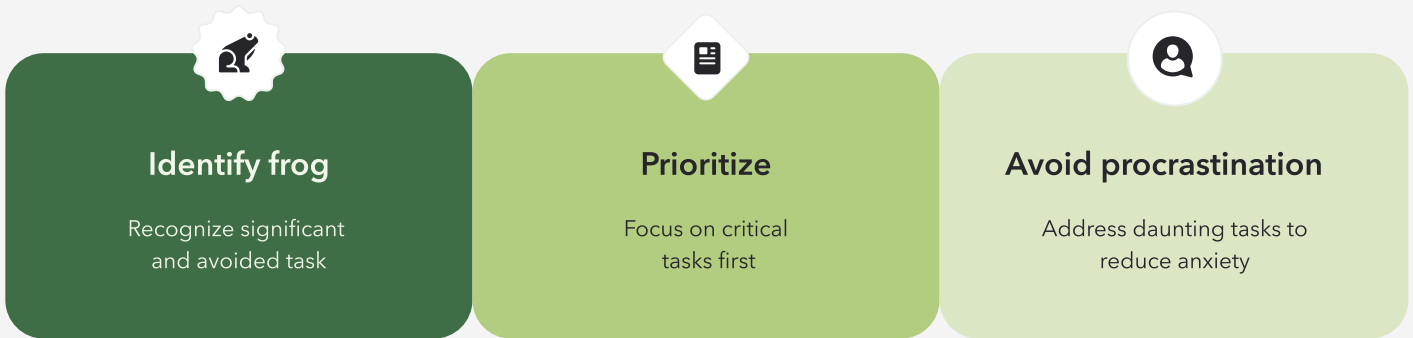 Identify frog
Recognize significant
and avoided task
Prioritize
Focus on critical
tasks first
Avoid procrastination
Address daunting tasks to
reduce anxiety